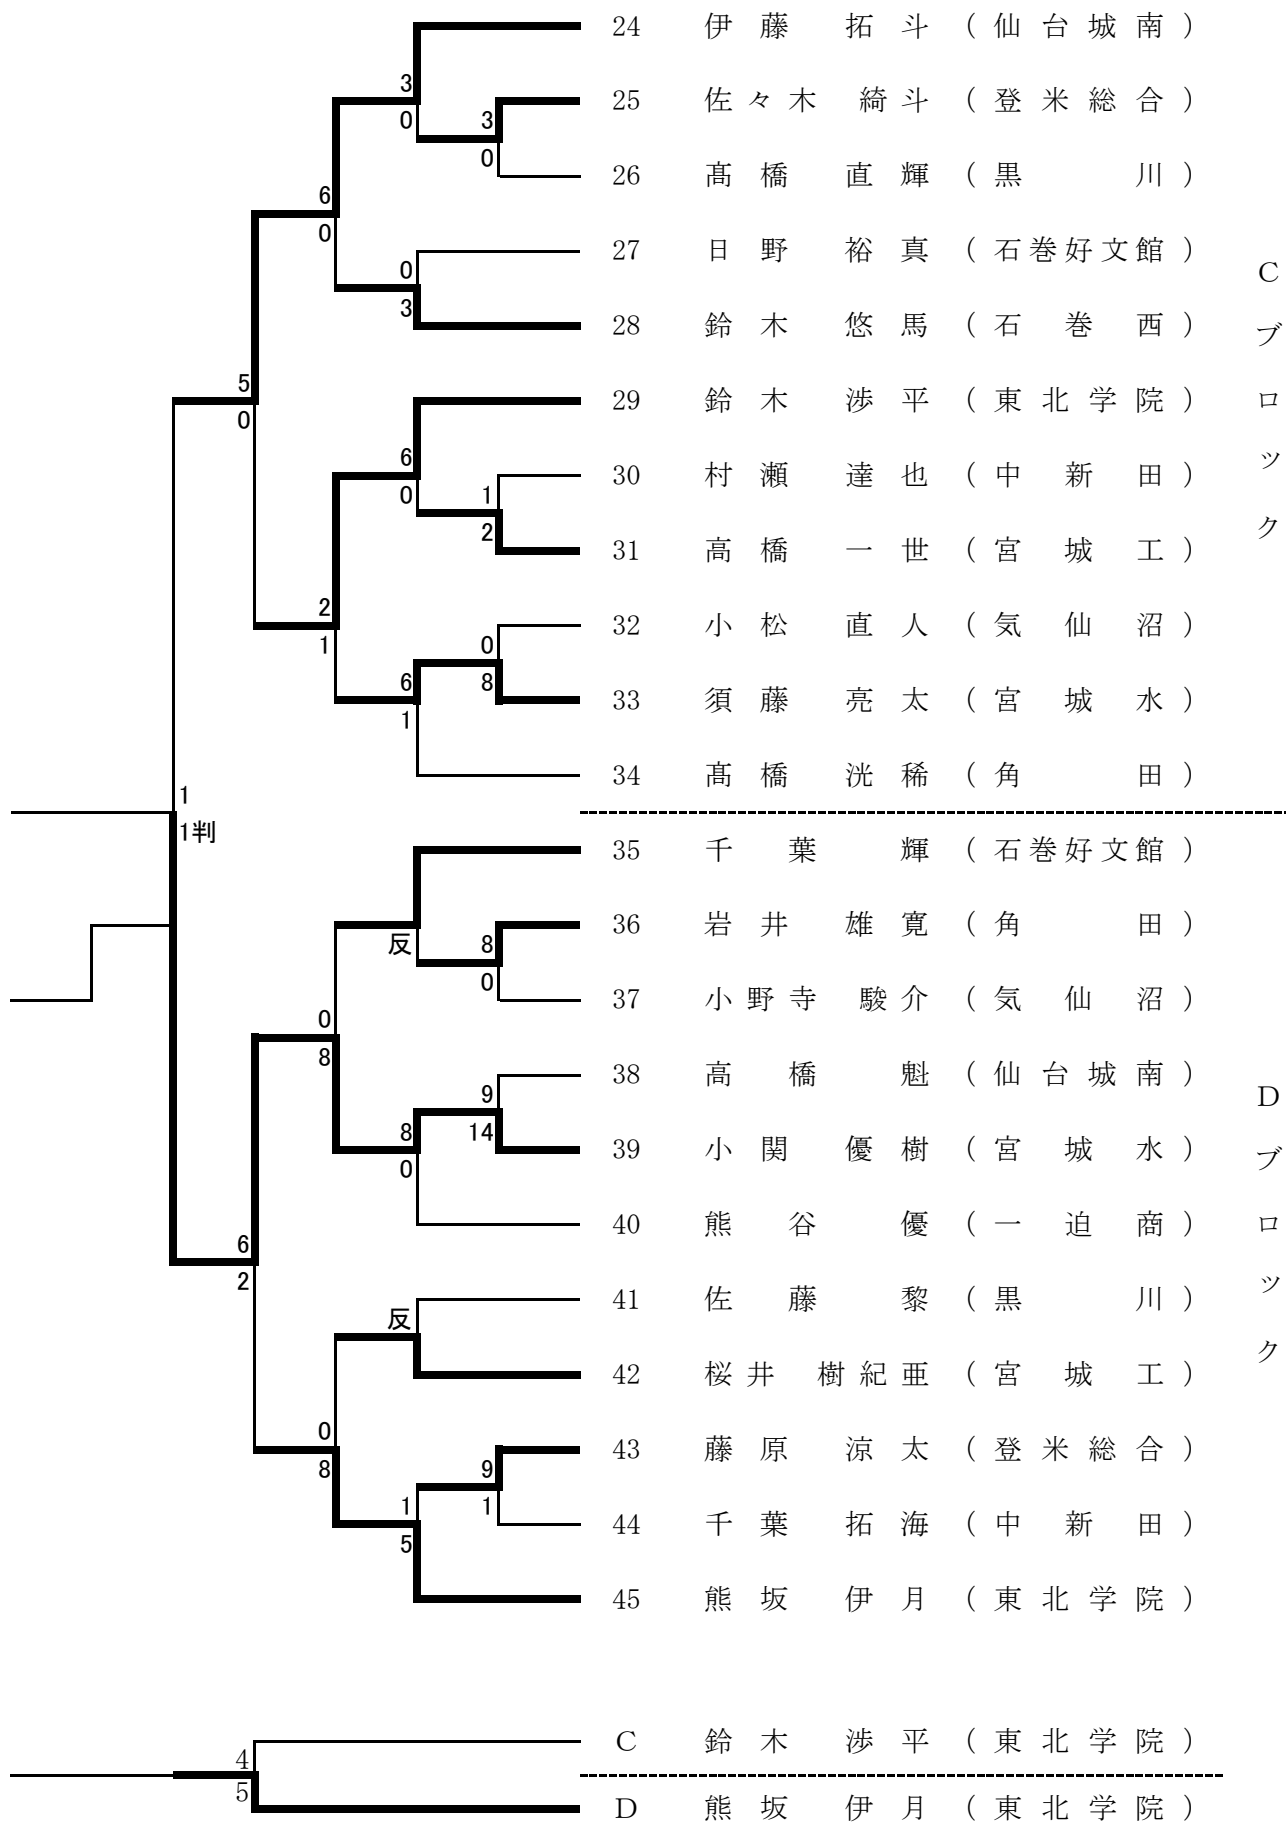 24 伊藤 拓斗 (仙台城南)
3
0
25 佐々木 綺斗 (登米総合)
3
0
26 髙橋 直輝 (黒川)
6
0
27 日野 裕真 (石巻好文館)
0
3
28 鈴木 悠馬 (石巻西)
5
0
29 鈴木 渉平 (東北学院)
6
0
30 村瀬 達也 (中新田)
1
2
31 高橋 一世 (宮城工)
2
1
32 小松 直人 (気仙沼)
0
8
33 須藤 亮太 (宮城水)
6
1
34 髙橋 洸稀 (角田)
Cブロック
1
1判
35 千葉 輝 (石巻好文館)
反
36 岩井 雄寛 (角田)
8
0
37 小野寺 駿介 (気仙沼)
0
8
38 高橋 魁 (仙台城南)
9
14
39 小関 優樹 (宮城水)
8
0
40 熊谷 優 (一迫商)
6
2
41 佐藤 黎 (黒川)
反
42 桜井 樹紀亜 (宮城工)
0
8
43 藤原 涼太 (登米総合)
9
1
44 千葉 拓海 (中新田)
1
5
45 熊坂 伊月 (東北学院)
Dブロック
C 鈴木 渉平 (東北学院)
4
5
D 熊坂 伊月 (東北学院)